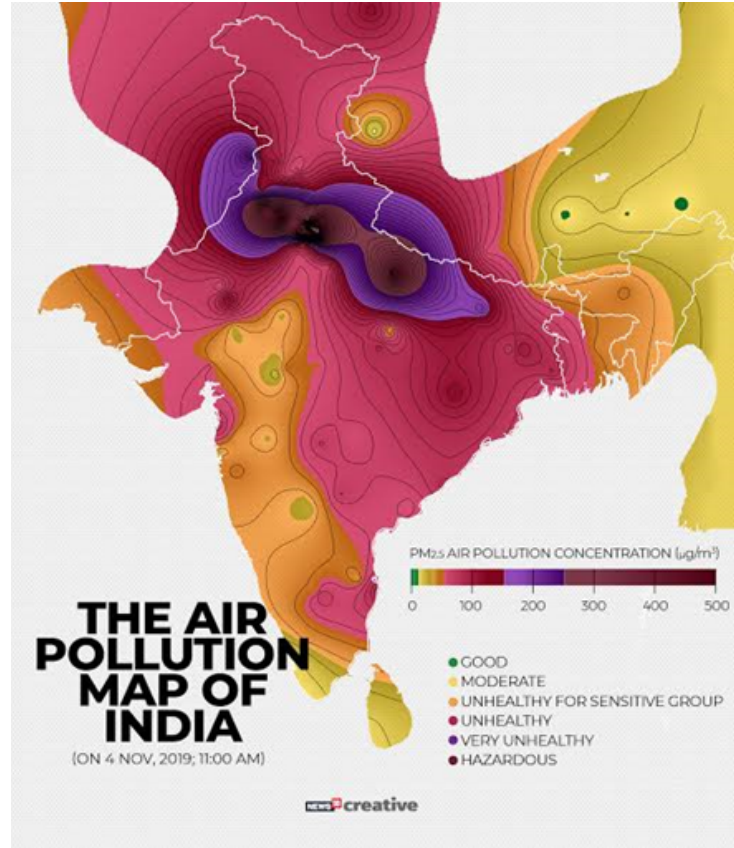 PM2.5 AIR POLLUTION CONCENTRATION (µg/m³)
0 100 200 300 400 500
THE AIR
POLLUTION
MAP OF
INDIA
(ON 4 NOV, 2019; 11:00 AM)
GOOD
MODERATE
UNHEALTHY FOR SENSITIVE GROUP
UNHEALTHY
VERY UNHEALTHY
HAZARDOUS
NEWS18 creative